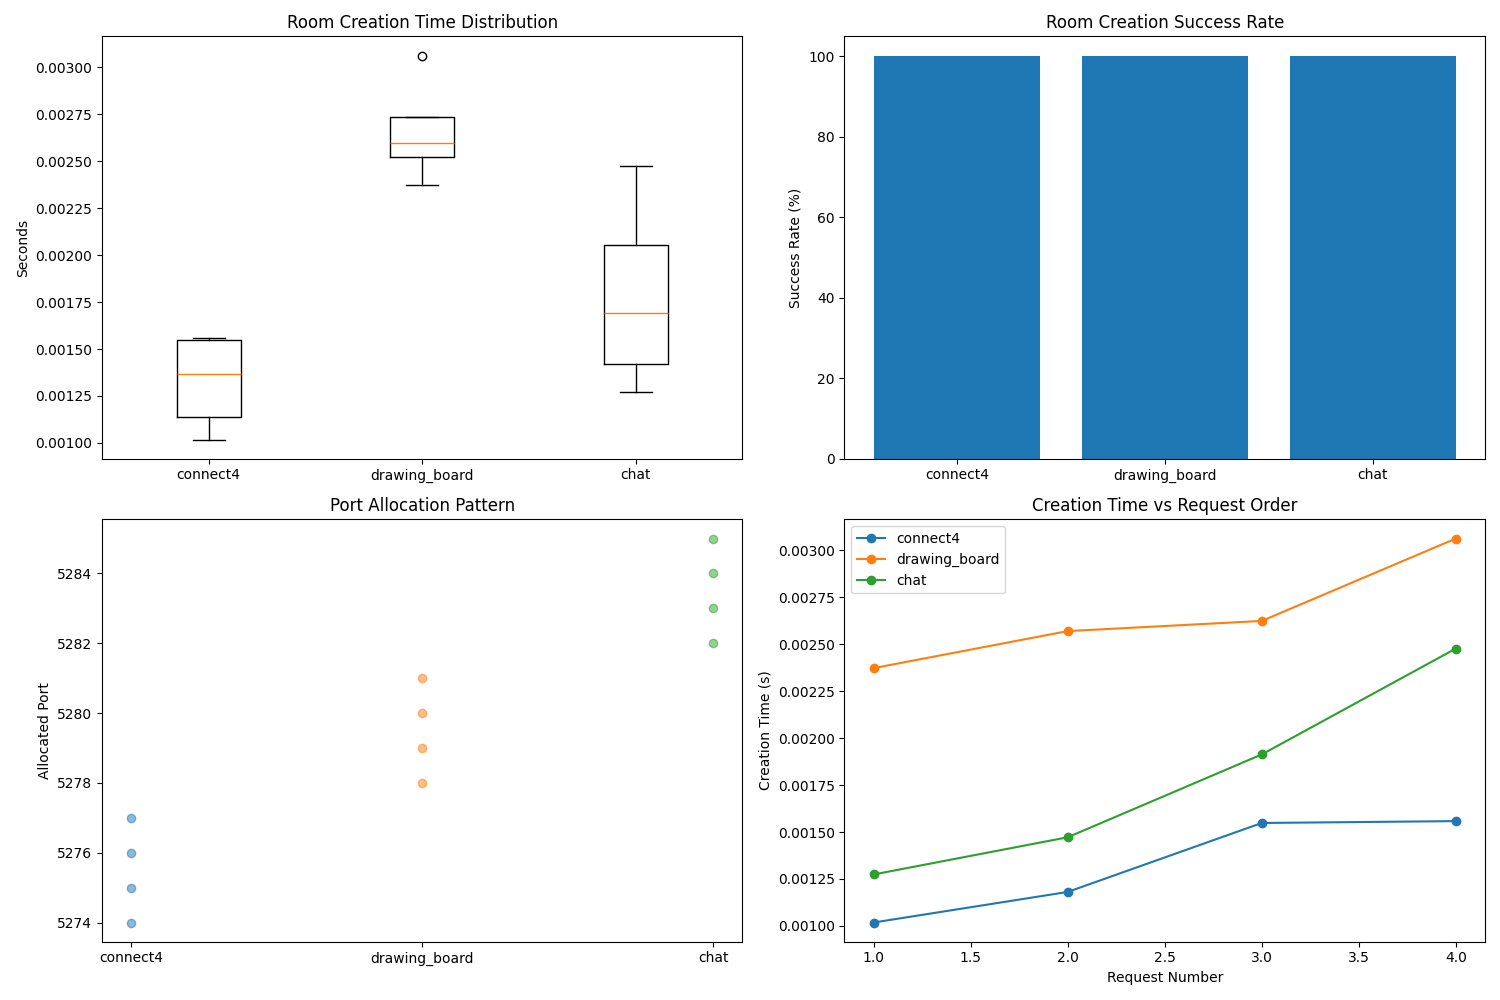 Room Creation Time Distribution
Seconds
0.00300
0.00275
0.00250
0.00225
0.00200
0.00175
0.00150
0.00125
0.00100
connect4 drawing_board chat
Room Creation Success Rate
Success Rate (%)
100
80
60
40
20
0
connect4 drawing_board chat
Port Allocation Pattern
Allocated Port
5284
5282
5280
5278
5276
5274
connect4 drawing_board chat
Creation Time vs Request Order
connect4
drawing_board
chat
Creation Time (s)
0.00300
0.00275
0.00250
0.00225
0.00200
0.00175
0.00150
0.00125
0.00100
1.0 1.5 2.0 2.5 3.0 3.5 4.0
Request Number